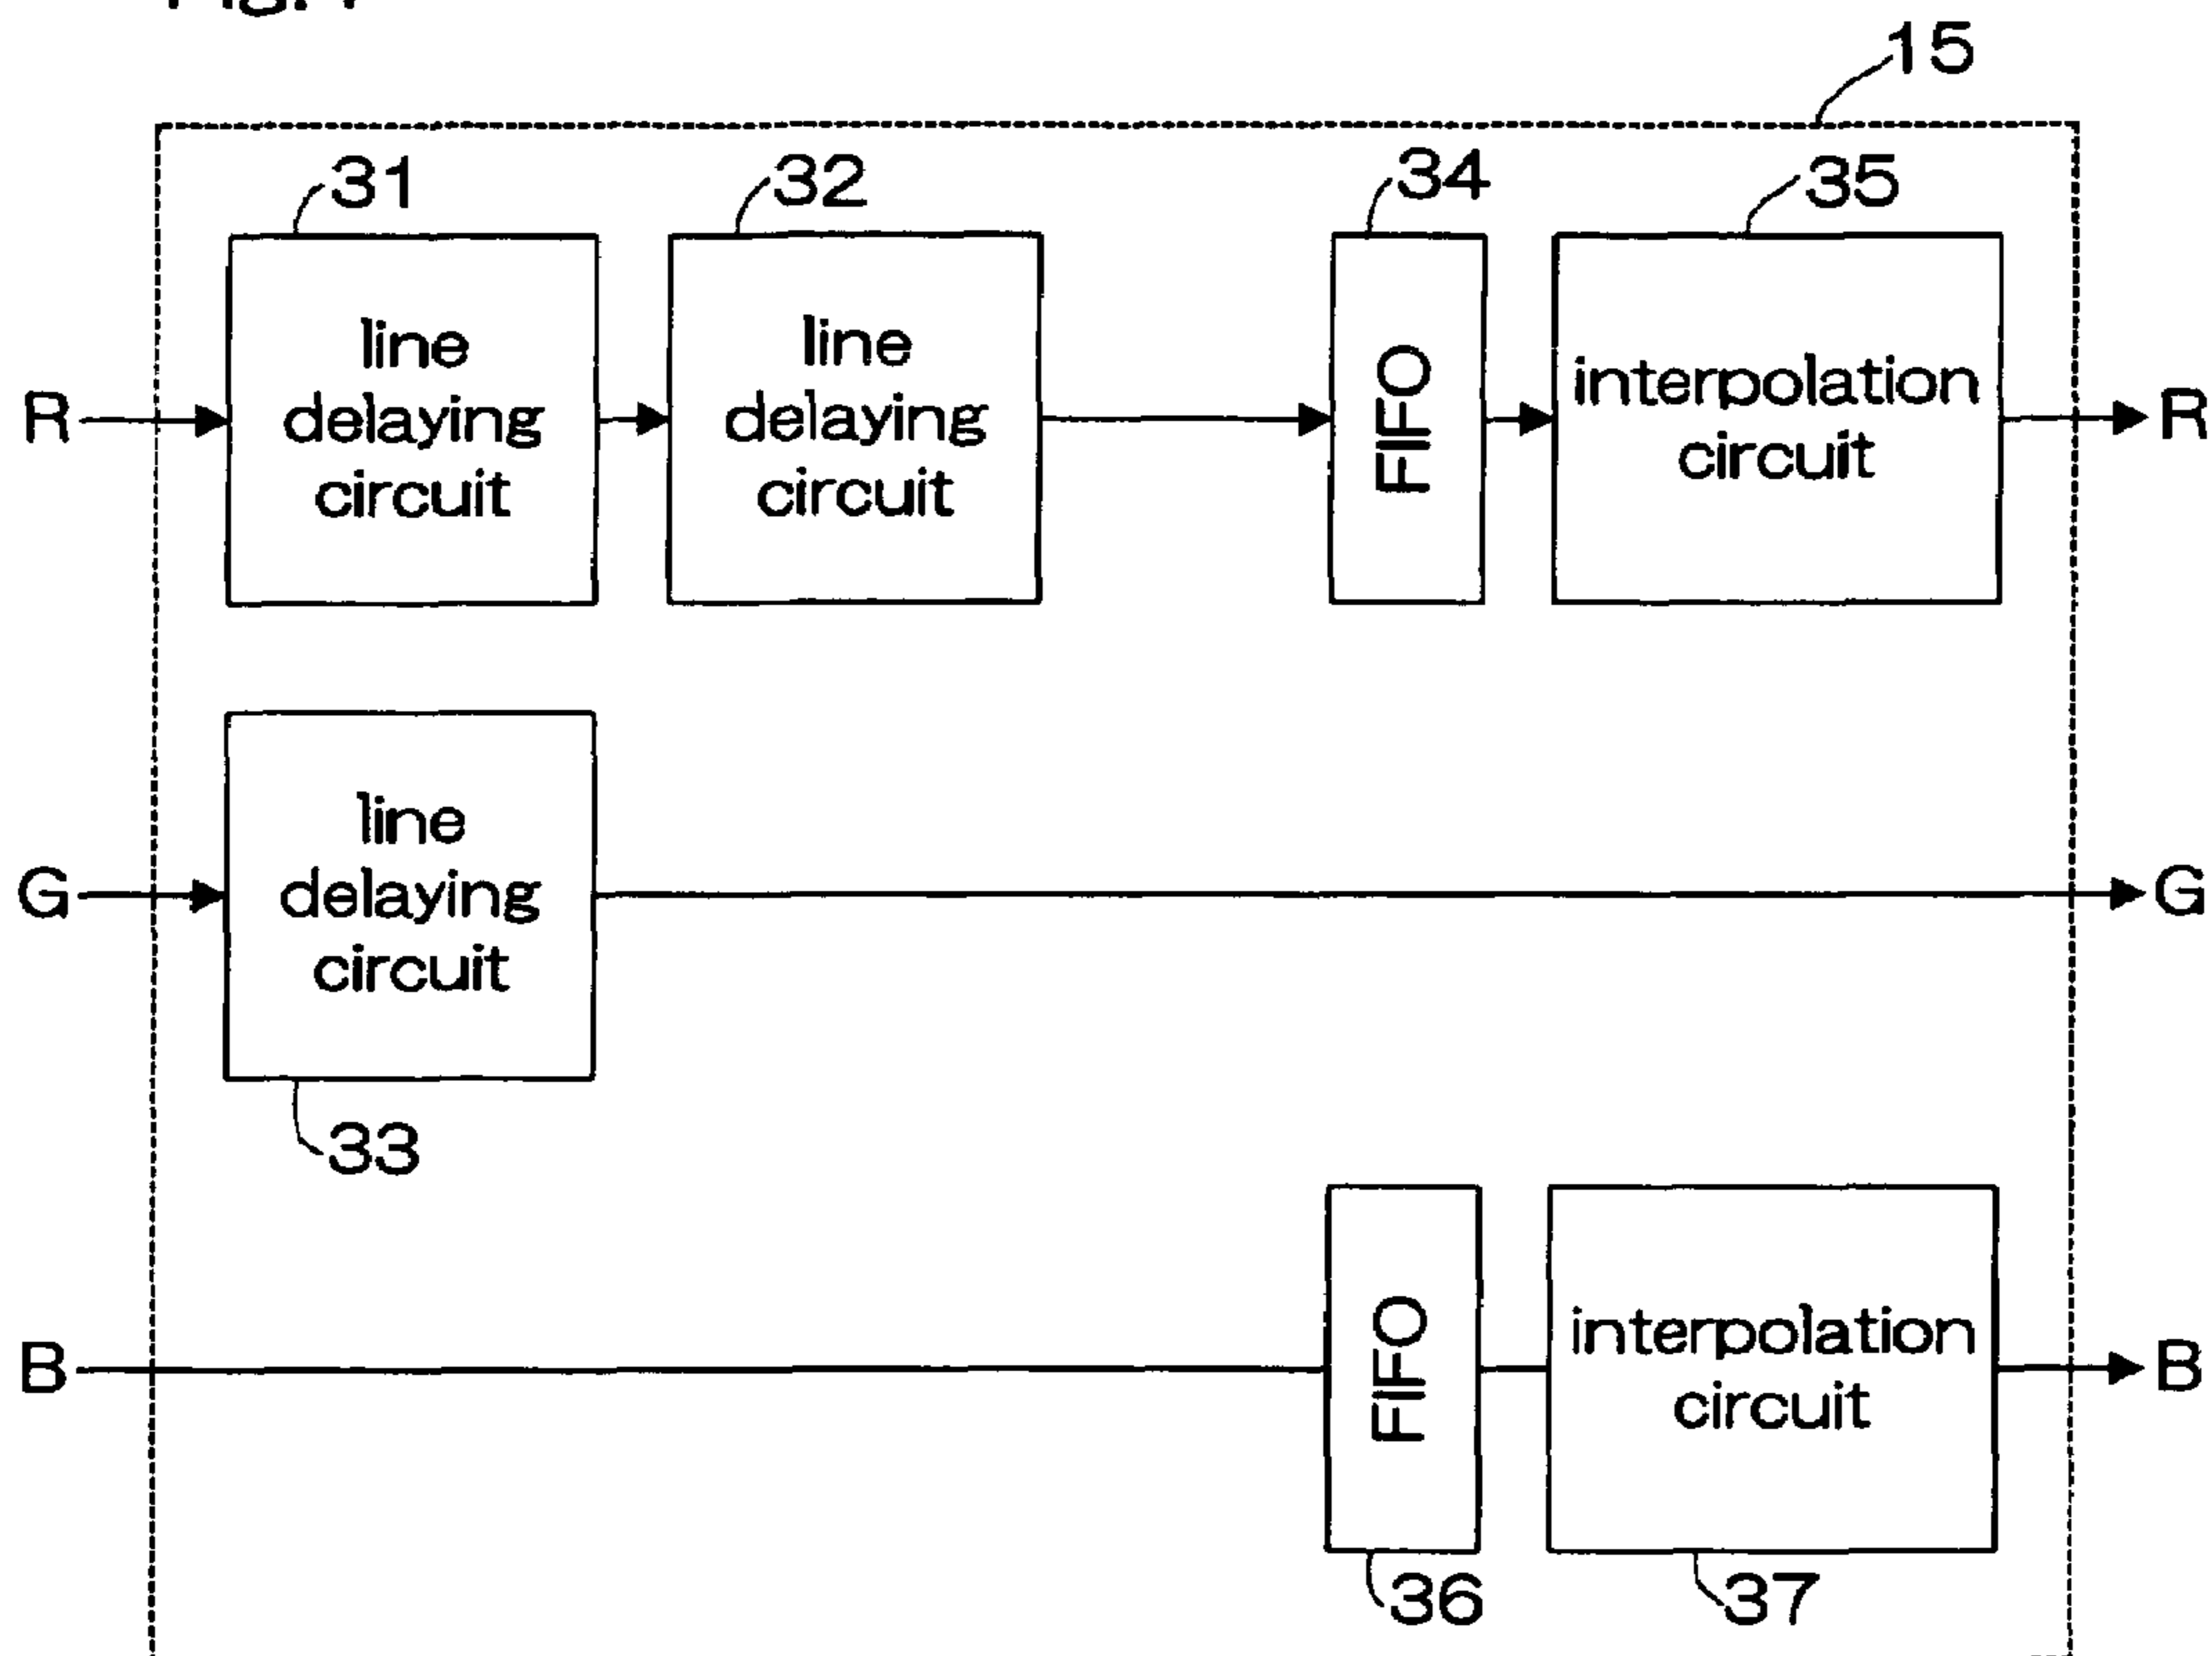 15
31
32
34
35
line
delaying
circuit
line
delaying
circuit
FIFO
interpolation
circuit
R
R
line
delaying
circuit
G
G
33
FIFO
interpolation
circuit
B
B
36
37